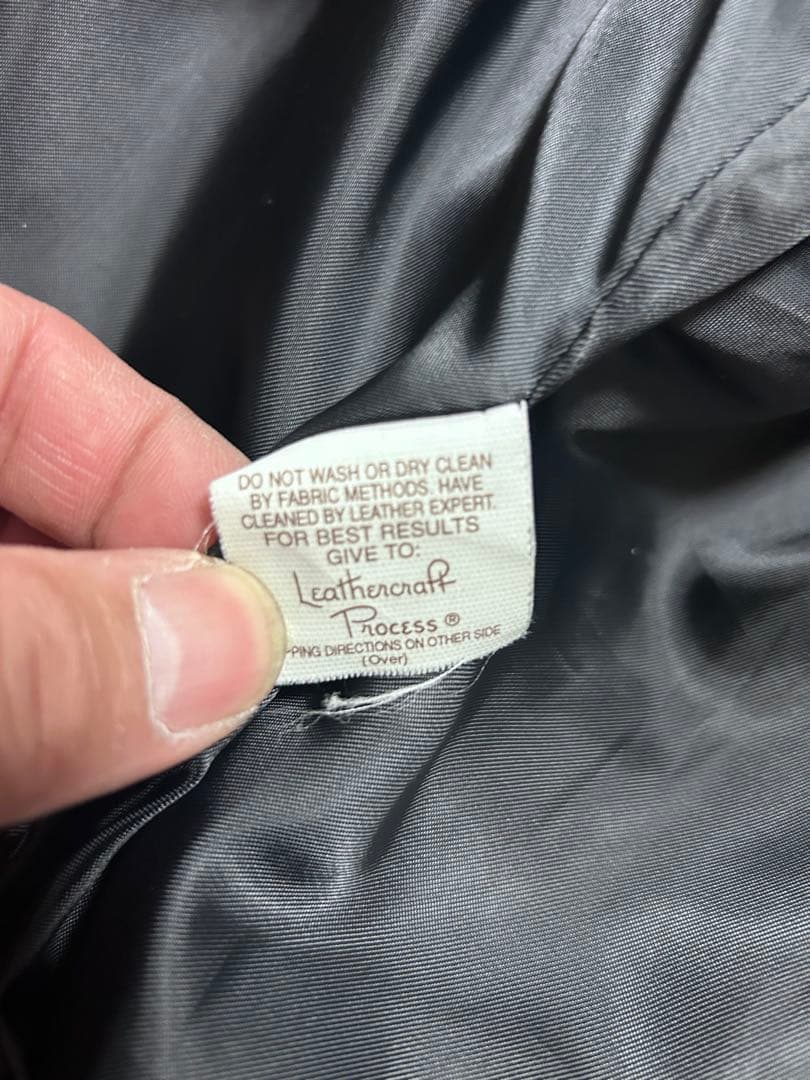 DO NOT WASH OR DRY CLEAN
BY FABRIC METHODS. HAVE
CLEANED BY LEATHER EXPERT.
FOR BEST RESULTS
GIVE TO:
Leathercraft
Process ®
DIRECTIONS ON OTHER SIDE
(Over)